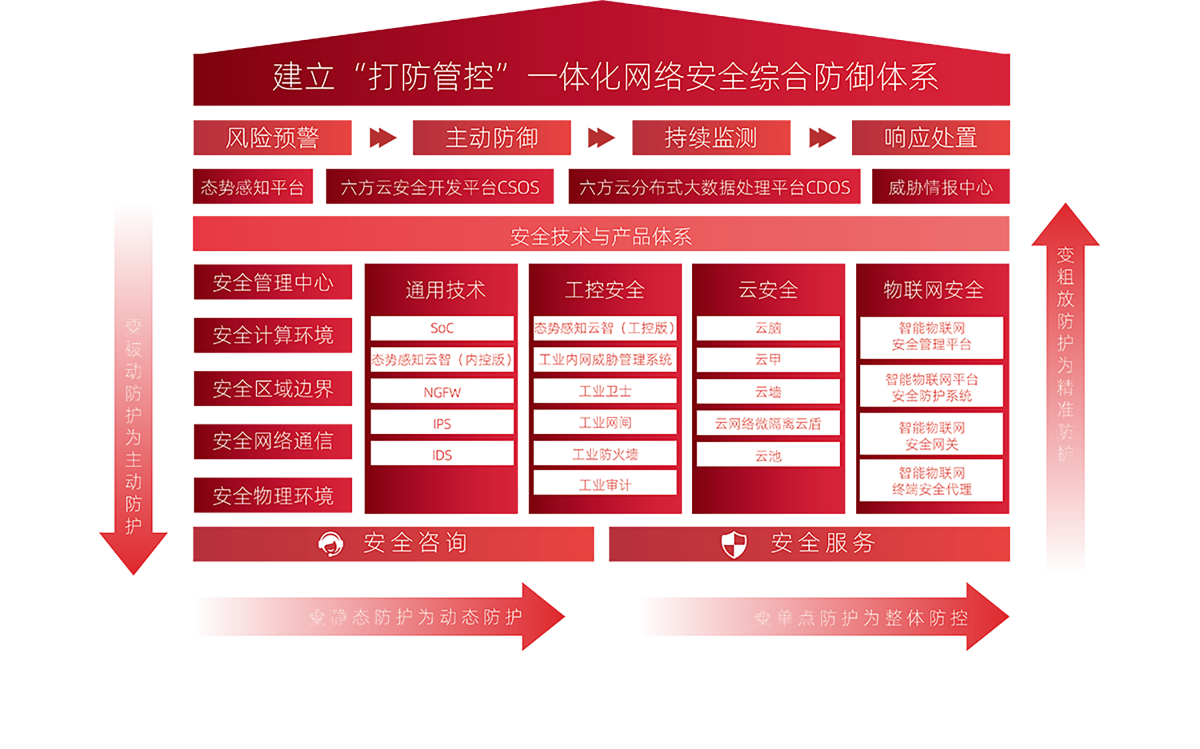 建立“打防管控”一体化网络安全综合防御体系
风险预警
主动防御
持续监测
响应处置
态势感知平台
六方云安全开发平台CSOS
六方云分布式大数据处理平台CDOS
威胁情报中心
安全技术与产品体系
安全管理中心
安全计算环境
安全区域边界
安全网络通信
安全物理环境
通用技术
SoC
态势感知云智（内控版）
NGFW
IPS
IDS
工控安全
态势感知云智（工控版）
工业内网威胁管理系统
工业卫士
工业网闸
工业防火墙
工业审计
云安全
云脑
云甲
云墙
云网络微隔离云盾
云池
物联网安全
智能物联网
安全管理平台
智能物联网平台
安全防护系统
智能物联网
安全网关
智能物联网
终端安全代理
安全咨询
安全服务
变被动防护为主动防护
变粗放防护为精准防护
变静态防护为动态防护
变单点防护为整体防控